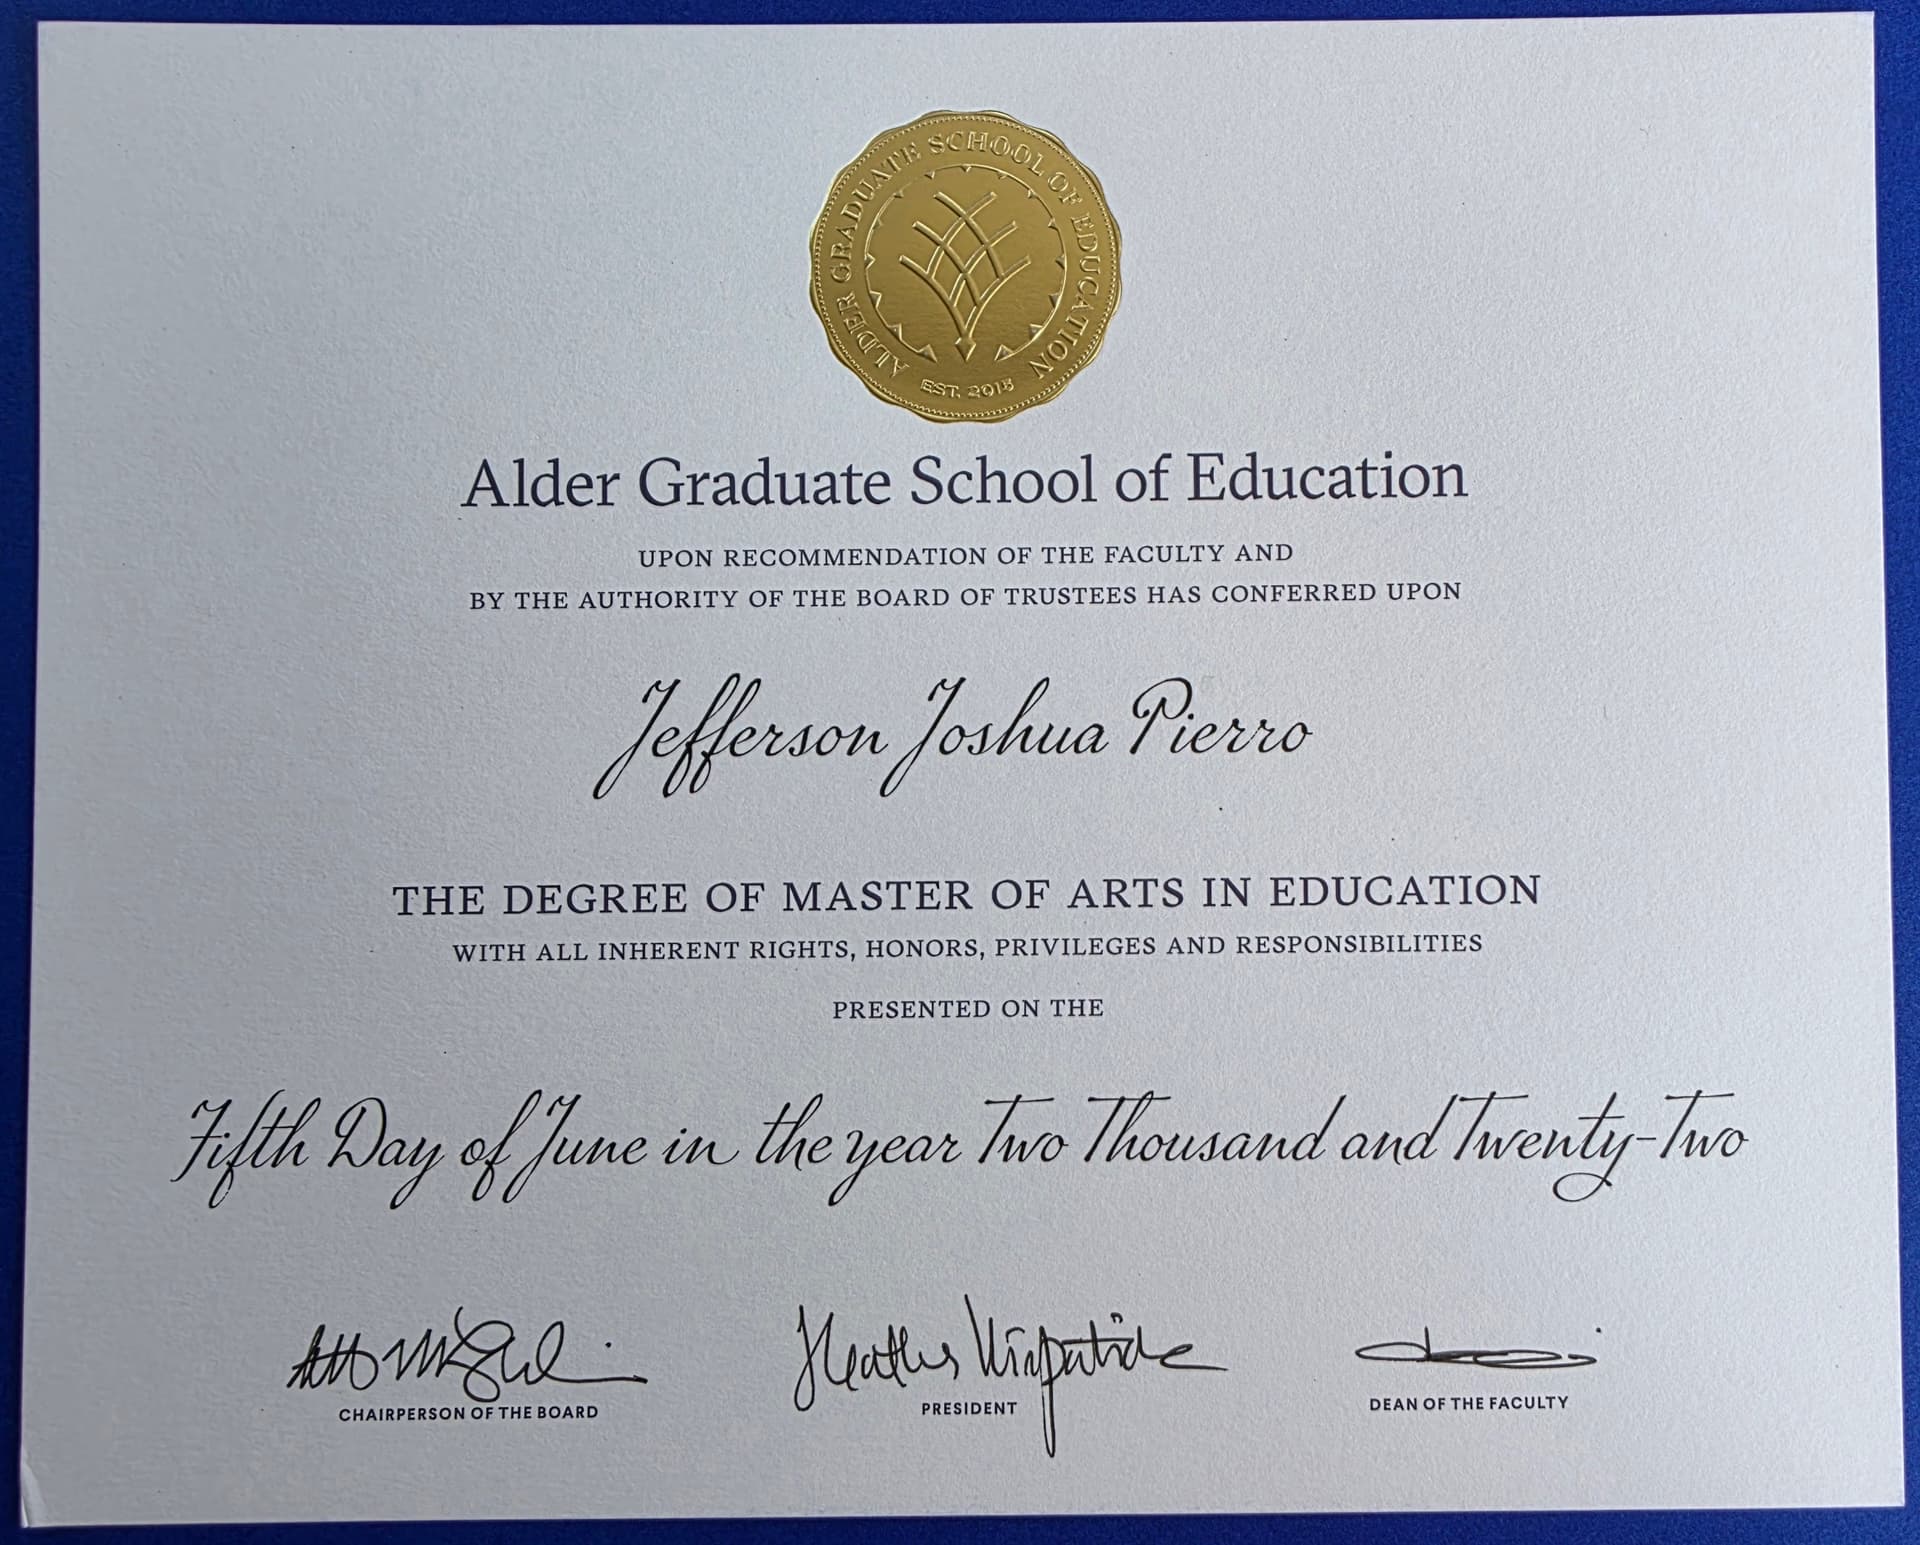 ALDER GRADUATE SCHOOL OF EDUCATION
EST. 2015
Alder Graduate School of Education
UPON RECOMMENDATION OF THE FACULTY AND
BY THE AUTHORITY OF THE BOARD OF TRUSTEES HAS CONFERRED UPON
Jefferson Joshua Pierro
THE DEGREE OF MASTER OF ARTS IN EDUCATION
WITH ALL INHERENT RIGHTS, HONORS, PRIVILEGES AND RESPONSIBILITIES
PRESENTED ON THE
Fifth Day of June in the year Two Thousand and Twenty-Two
Heather Kirkpatrick
CHAIRPERSON OF THE BOARD
PRESIDENT
DEAN OF THE FACULTY